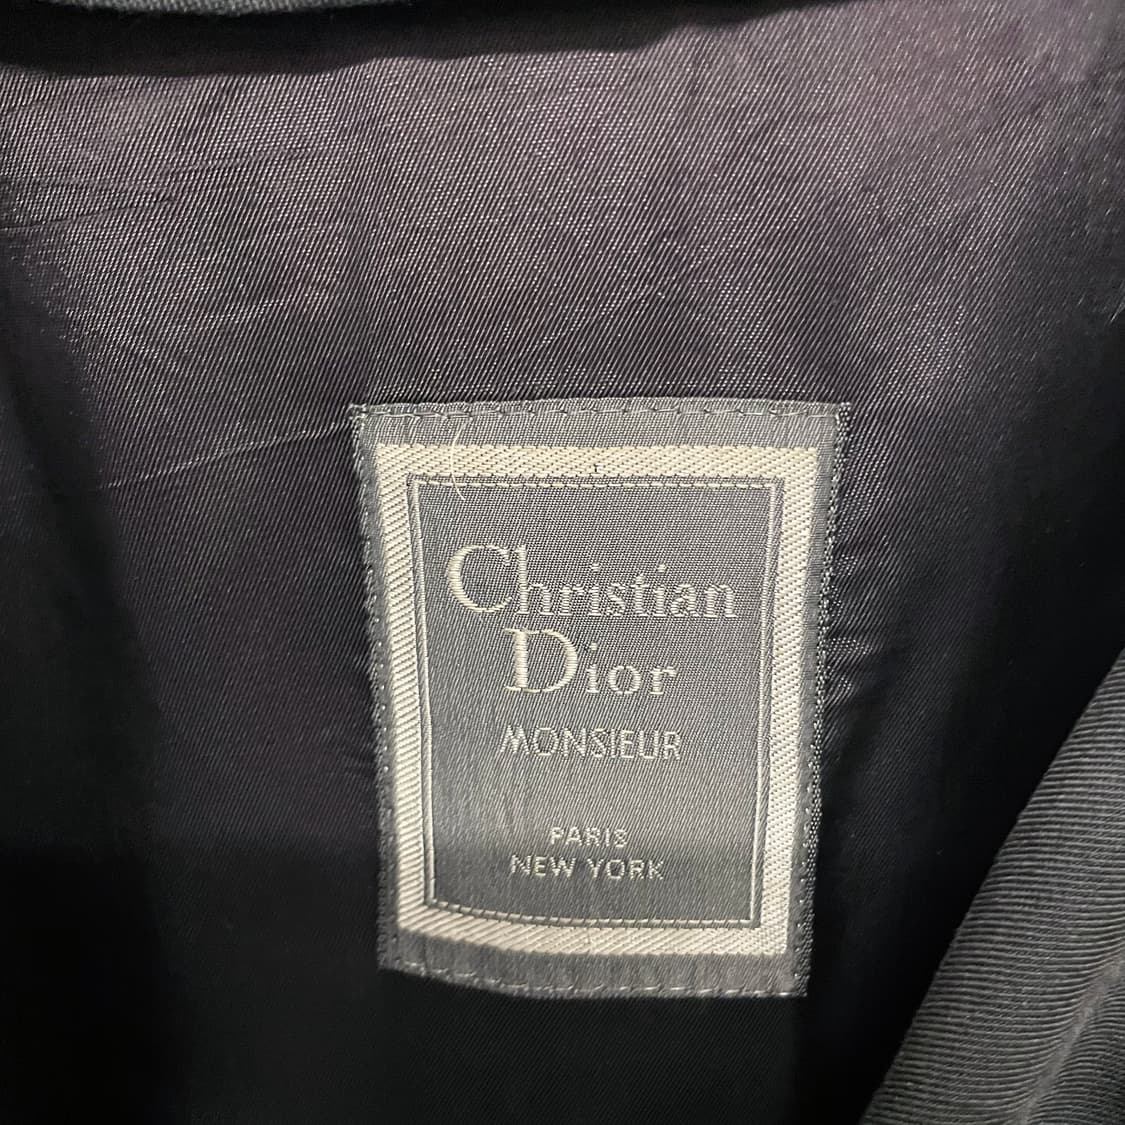 Christian
Dior
MONSIEUR
PARIS
NEW YORK